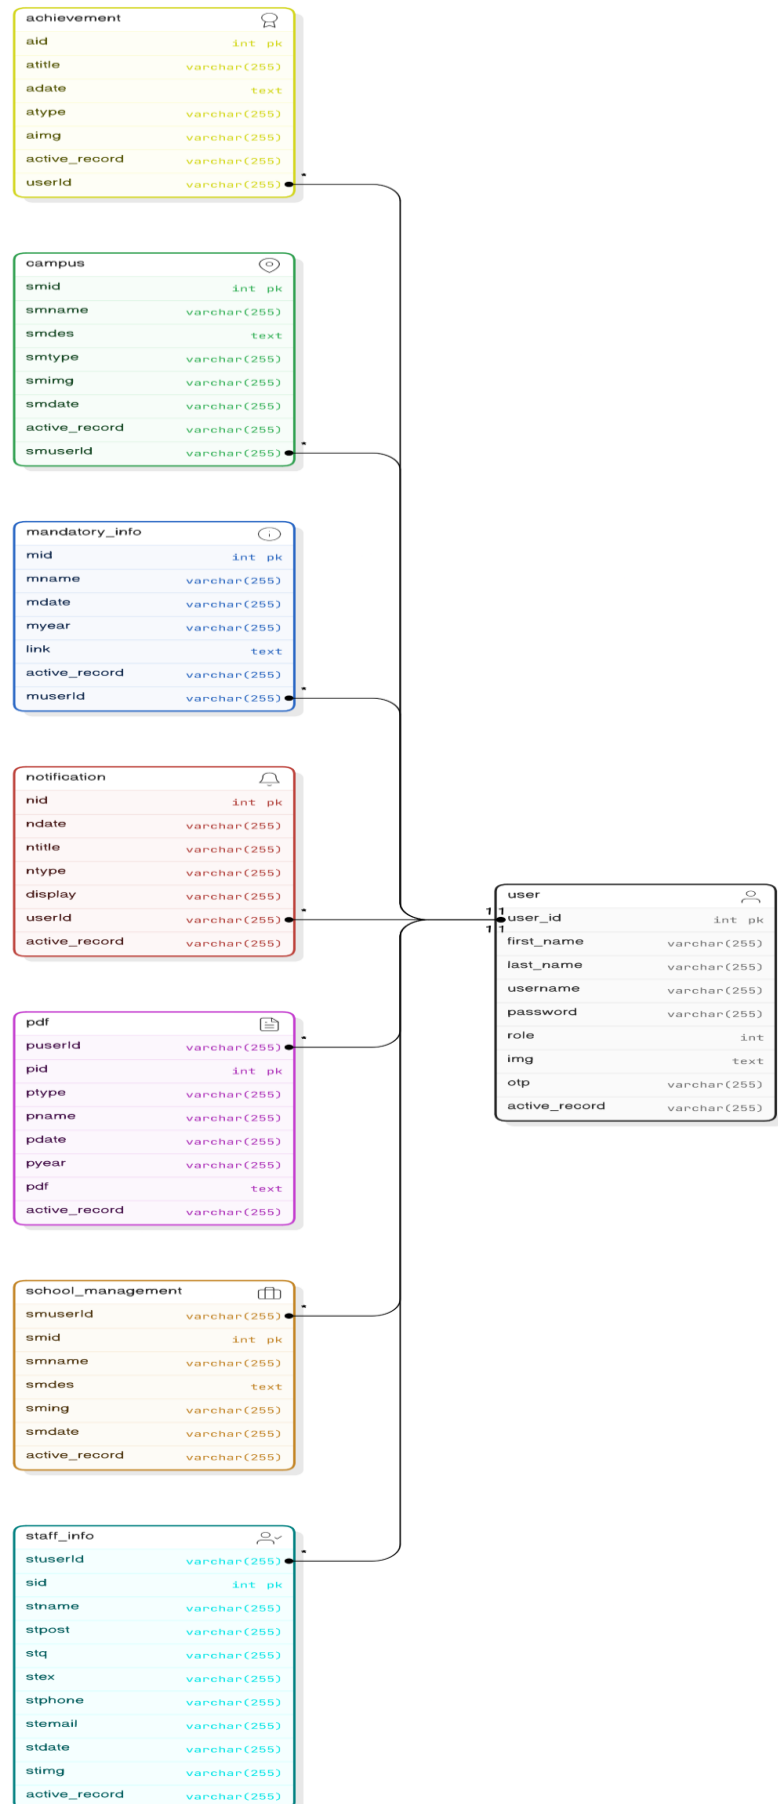 achievement
aid int pk
atitle varchar(255)
adate text
atype varchar(255)
aimg varchar(255)
active_record varchar(255)
userId varchar(255)
*
campus
smid int pk
smname varchar(255)
smdes text
smtype varchar(255)
smimg varchar(255)
smdate varchar(255)
active_record varchar(255)
smuserId varchar(255)
*
mandatory_info
mid int pk
mname varchar(255)
mdate varchar(255)
myear varchar(255)
link text
active_record varchar(255)
muserId varchar(255)
*
notification
nid int pk
ndate varchar(255)
ntitle varchar(255)
ntype varchar(255)
display varchar(255)
userId varchar(255)
*
active_record varchar(255)
pdf
puserId varchar(255)
*
pid int pk
ptype varchar(255)
pname varchar(255)
pdate varchar(255)
pyear varchar(255)
pdf text
active_record varchar(255)
school_management
smuserId varchar(255)
*
smid int pk
smname varchar(255)
smdes text
sming varchar(255)
smdate varchar(255)
active_record varchar(255)
staff_info
stuserId varchar(255)
*
sid int pk
stname varchar(255)
stpost varchar(255)
stq varchar(255)
stex varchar(255)
stphone varchar(255)
stemail varchar(255)
stdate varchar(255)
stimg varchar(255)
active_record varchar(255)
user
1 1
user_id int pk
1 1
first_name varchar(255)
last_name varchar(255)
username varchar(255)
password varchar(255)
role int
img text
otp varchar(255)
active_record varchar(255)